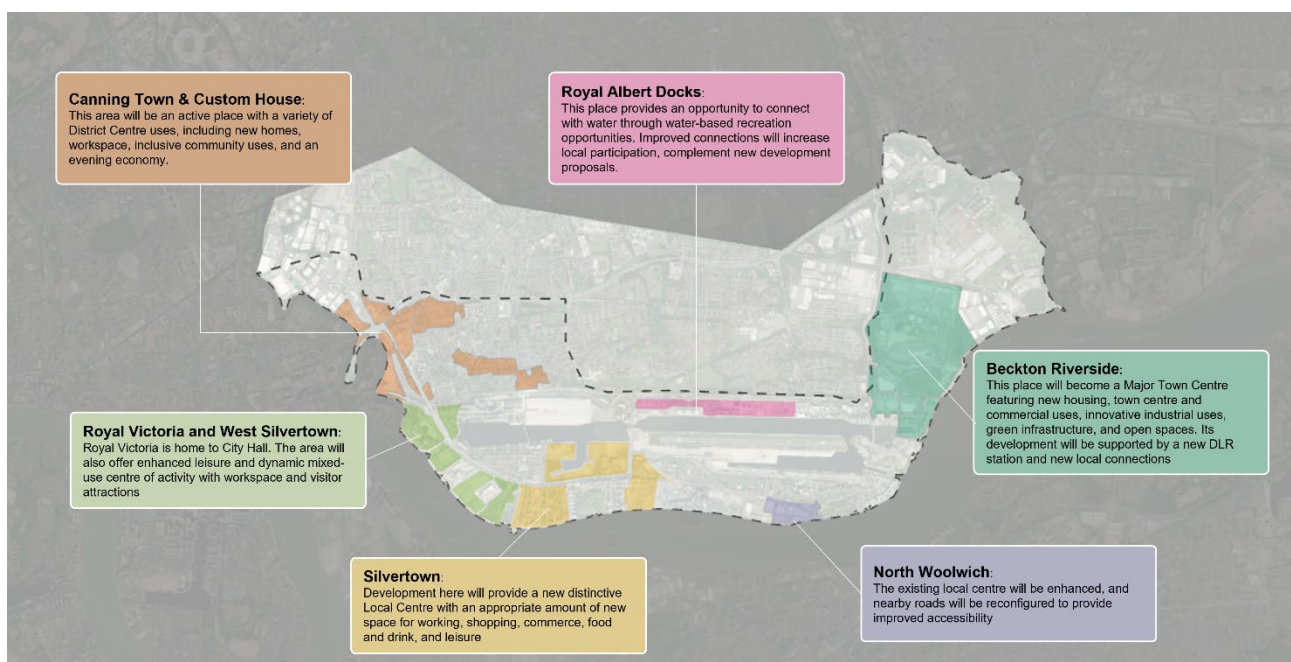 Canning Town & Custom House:
This area will be an active place with a variety of
District Centre uses, including new homes,
workspace, inclusive community uses, and an
evening economy.
Royal Albert Docks:
This place provides an opportunity to connect
with water through water-based recreation
opportunities. Improved connections will increase
local participation, complement new development
proposals.
Royal Victoria and West Silvertown:
Royal Victoria is home to City Hall. The area will
also offer enhanced leisure and dynamic mixed-
use centre of activity with workspace and visitor
attractions
Beckton Riverside:
This place will become a Major Town Centre
featuring new housing, town centre and
commercial uses, innovative industrial uses,
green infrastructure, and open spaces. Its
development will be supported by a new DLR
station and new local connections
Silvertown:
Development here will provide a new distinctive
Local Centre with an appropriate amount of new
space for working, shopping, commerce, food
and drink, and leisure
North Woolwich:
The existing local centre will be enhanced, and
nearby roads will be reconfigured to provide
improved accessibility